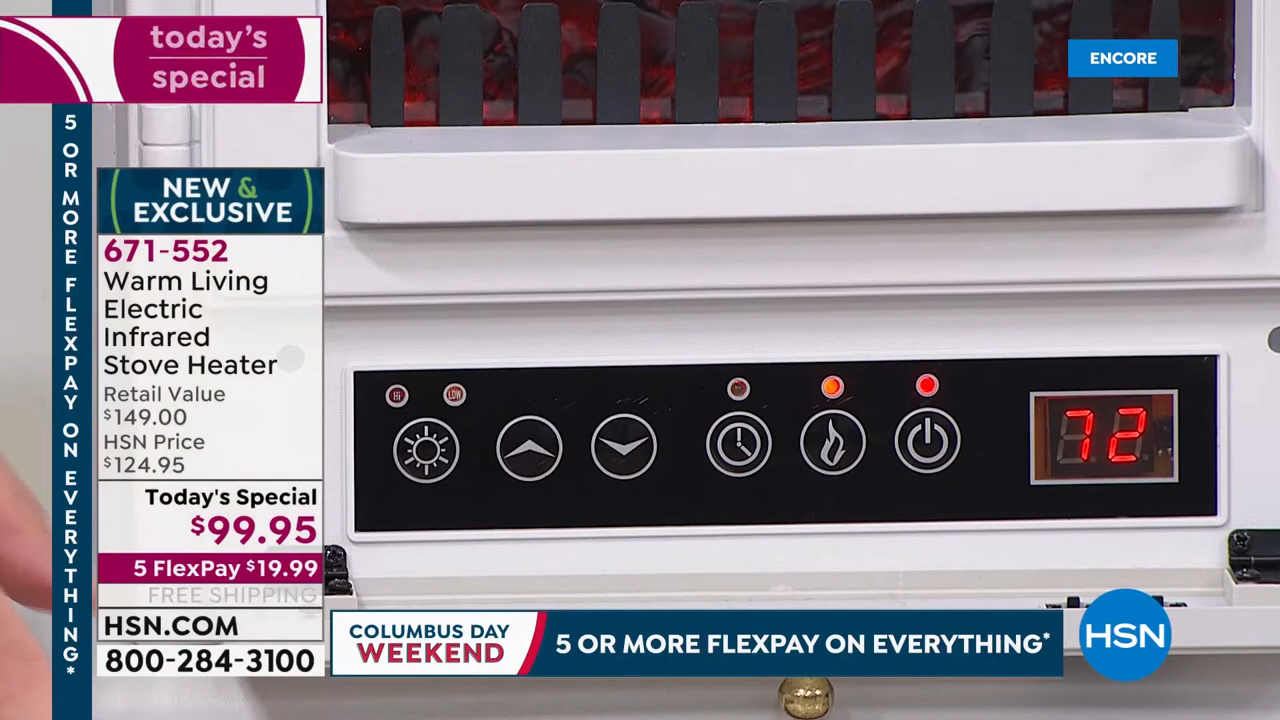 today's
special
ENCORE
5 OR MORE FLEXPAY ON EVERYTHING*
NEW &
EXCLUSIVE
671-552
Warm Living
Electric
Infrared
Stove Heater
Retail Value
$149.00
HSN Price
$124.95
Today's Special
$99.95
5 FlexPay $19.99
FREE SHIPPING
HSN.COM
800-284-3100
Hi
LOW
72
COLUMBUS DAY
WEEKEND
5 OR MORE FLEXPAY ON EVERYTHING*
HSN